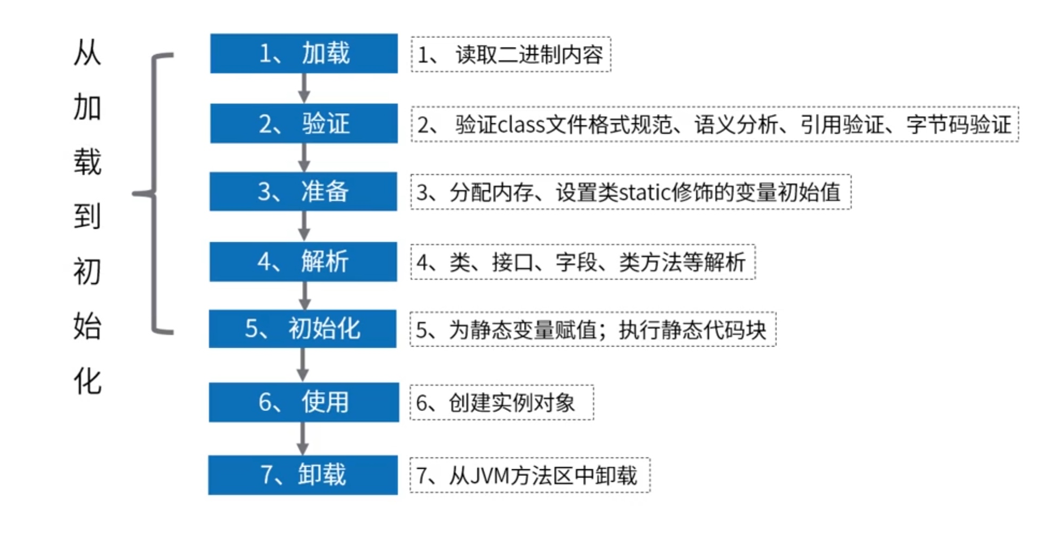 从加载到初始化
1、 加载
1、 读取二进制内容
2、 验证
2、 验证class文件格式规范、语义分析、引用验证、字节码验证
3、 准备
3、分配内存、设置类static修饰的变量初始值
4、 解析
4、类、接口、字段、类方法等解析
5、 初始化
5、为静态变量赋值；执行静态代码块
6、 使用
6、创建实例对象
7、卸载
7、从JVM方法区中卸载